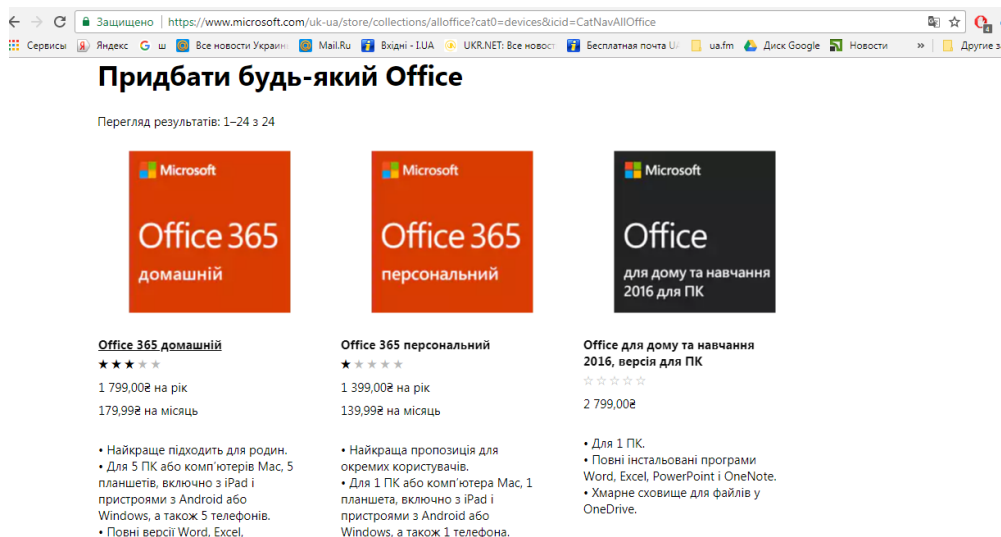 Защищено | https://www.microsoft.com/uk-ua/store/collections/alloffice?cat0=devices&icid=CatNavAllOffice
Сервисы Яндекс ш Все новости Украин Mail.Ru Вхідні - I.UA UKR.NET: Все новост Бесплатная почта U ua.fm Диск Google Новости » Другие з
Придбати будь-який Office
Перегляд результатів: 1–24 з 24
Microsoft
Office 365
домашній
Microsoft
Office 365
персональний
Microsoft
Office
для дому та навчання
2016 для ПК
Office 365 домашній
1 799,00₴ на рік
179,99₴ на місяць
• Найкраще підходить для родин.
• Для 5 ПК або комп'ютерів Mac, 5
планшетів, включно з iPad і
пристроями з Android або
Windows, а також 5 телефонів.
• Повні версії Word, Excel,
Office 365 персональний
1 399,00₴ на рік
139,99₴ на місяць
• Найкраща пропозиція для
окремих користувачів.
• Для 1 ПК або комп'ютера Mac, 1
планшета, включно з iPad і
пристроями з Android або
Windows, а також 1 телефона.
Office для дому та навчання
2016, версія для ПК
2 799,00₴
• Для 1 ПК.
• Повні інстальовані програми
Word, Excel, PowerPoint і OneNote.
• Хмарне сховище для файлів у
OneDrive.